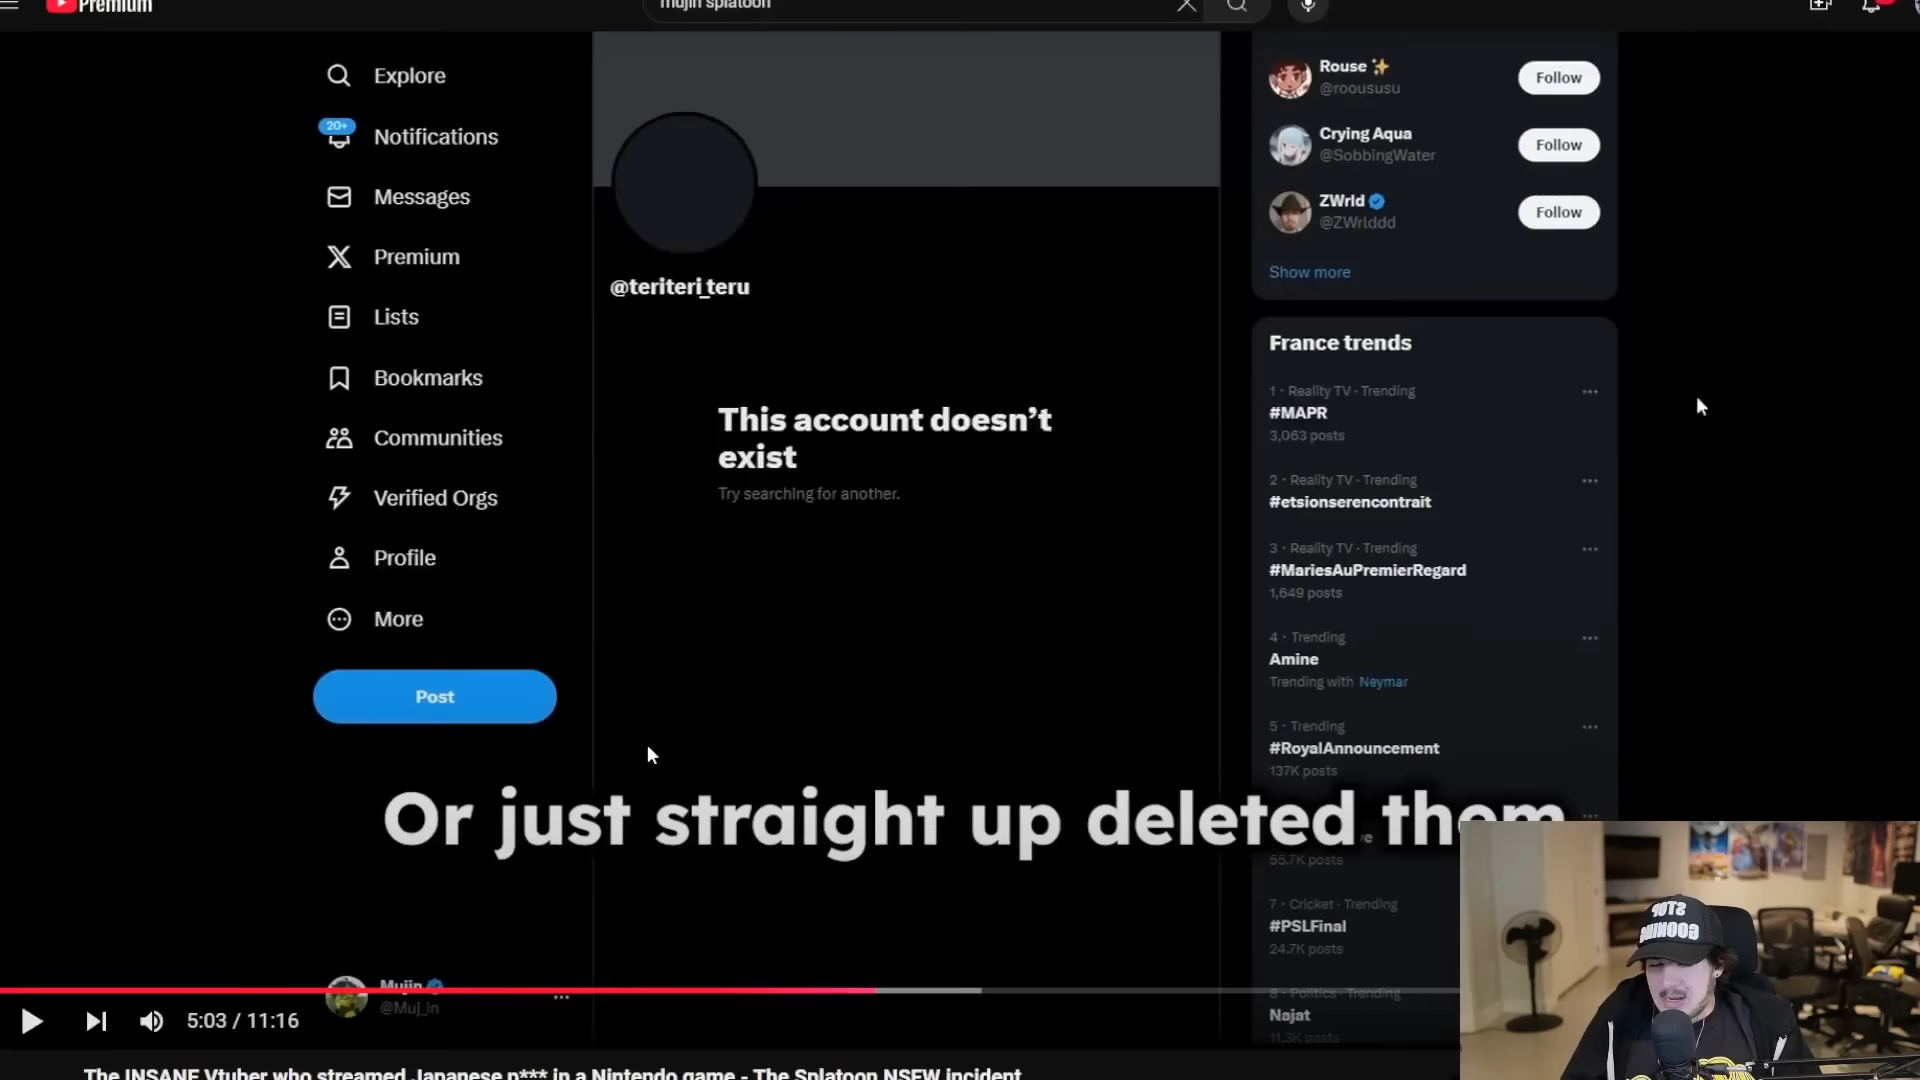 Premium
mujin splatoon
Explore
20+
Notifications
Messages
Premium
Lists
Bookmarks
Communities
Verified Orgs
Profile
More
Post
@teriteri_teru
This account doesn't
exist
Try searching for another.
Rouse
@roousussu
Follow
Crying Aqua
@SobbingWater
Follow
ZWrld
@ZWrlddd
Follow
Show more
France trends
1 · Reality TV · Trending
#MAPR
3,063 posts
2 · Reality TV · Trending
#etsionserencontrait
3 · Reality TV · Trending
#MariesAuPremierRegard
1,649 posts
4 · Trending
Amine
Trending with Neymar
5 · Trending
#RoyalAnnouncement
137K posts
Or just straight up deleted them
55.7K posts
7 · Cricket · Trending
#PSLFinal
24.7K posts
8 · Politics · Trending
Najat
11.3K posts
Mujin
@Muj_in
5:03 / 11:16
STOP
GOONING
The INSANE Vtuber who streamed Japanese p*** in a Nintendo game - The Splatoon NSFW incident